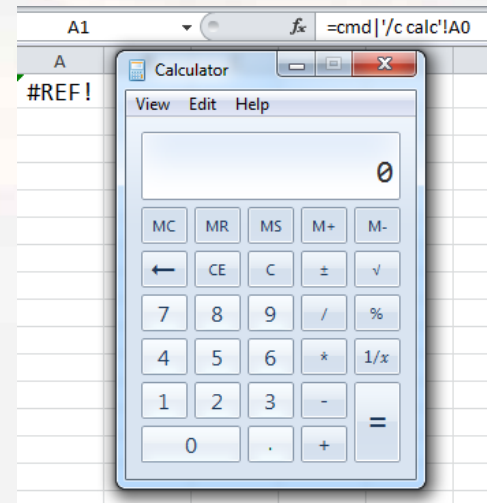 A1 fx =cmd|'/c calc'!A0
A
#REF!
Calculator
View Edit Help
0
MC MR MS M+ M-
← CE C ± √
7 8 9 / %
4 5 6 * 1/x
1 2 3 - =
0 . +